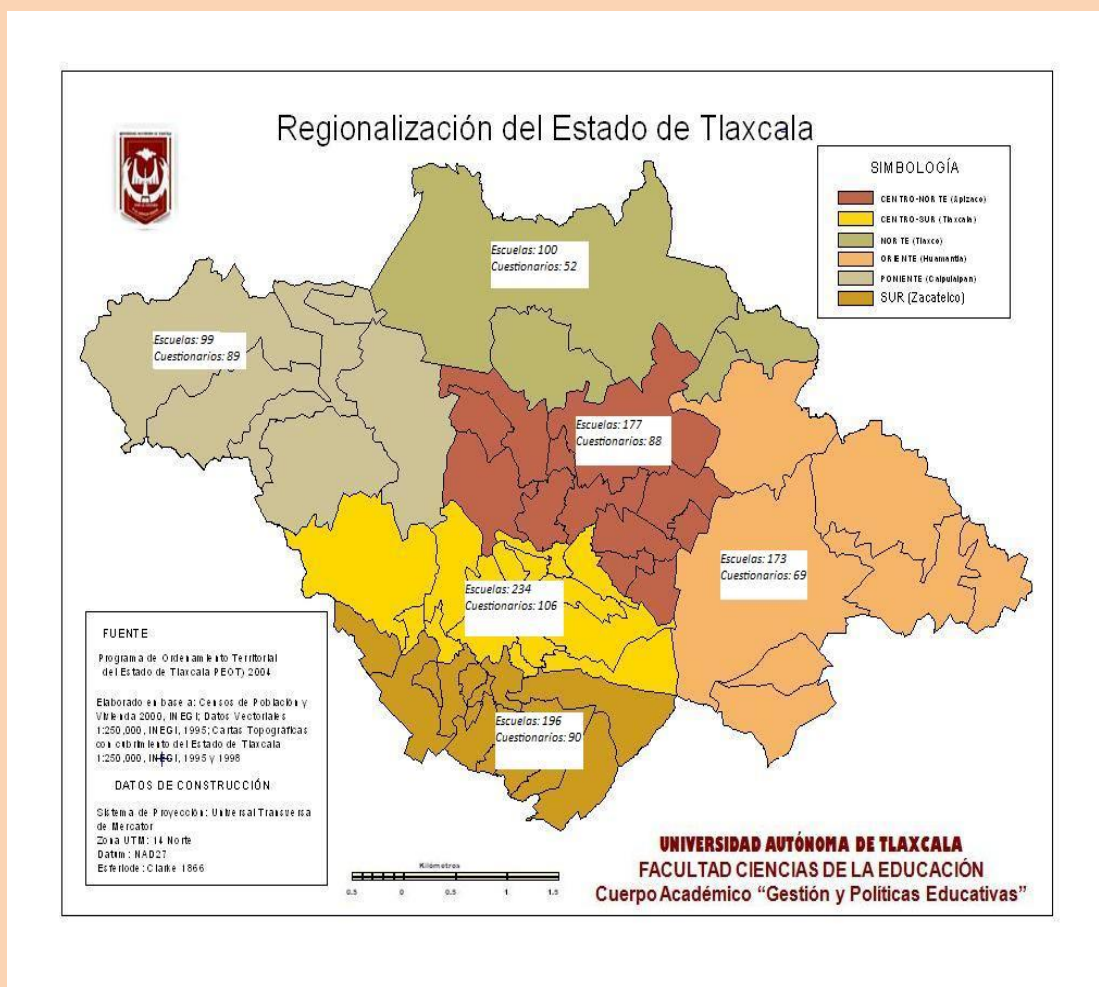 Regionalización del Estado de Tlaxcala
SIMBOLOGÍA
CENTRO-NORTE (Apizaco)
CENTRO-SUR (Tlaxcala)
NORTE (Tlaxco)
ORIENTE (Huamantla)
PONIENTE (Calpulalpan)
SUR (Zacatelco)
Escuelas: 100
Cuestionarios: 52
Escuelas: 99
Cuestionarios: 89
Escuelas: 177
Cuestionarios: 88
Escuelas: 173
Cuestionarios: 69
Escuelas: 234
Cuestionarios: 106
Escuelas: 196
Cuestionarios: 90
FUENTE
Programa de Ordenamiento Territorial
del Estado de Tlaxcala PEOT) 2004
Elaborado en base a: Censos de Población y
Vivienda 2000, INEGI; Datos Vectoriales
1:250,000, INEGI, 1995; Cartas Topográficas
con cubrimiento del Estado de Tlaxcala
1:250,000, INEGI, 1995 y 1998
DATOS DE CONSTRUCCIÓN
Sistema de Proyección: Universal Transversa
de Mercator
Zona UTM: 14 Norte
Datum: NAD27
Esferiode: Clarke 1866
Kilómetros
0.5 0 0.5 1 1.5
UNIVERSIDAD AUTÓNOMA DE TLAXCALA
FACULTAD CIENCIAS DE LA EDUCACIÓN
Cuerpo Académico “Gestión y Políticas Educativas”